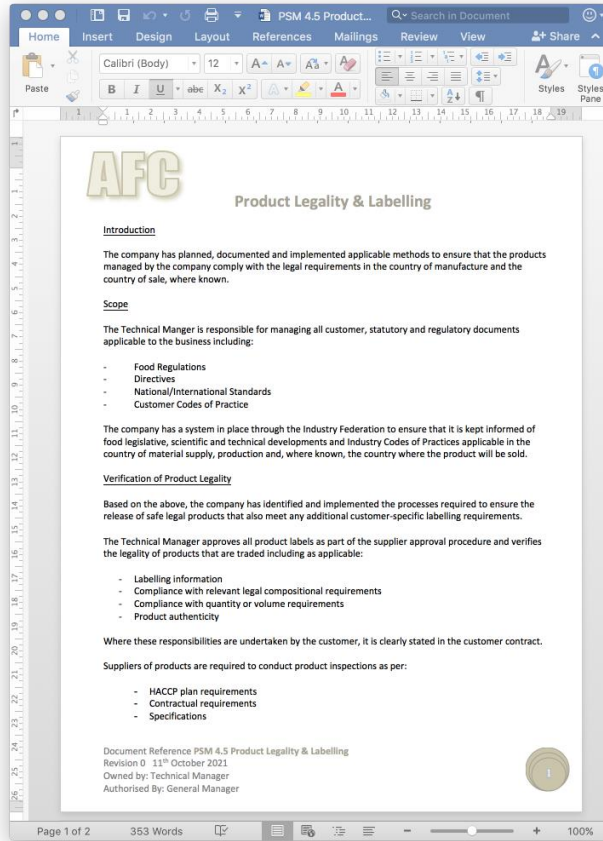 PSM 4.5 Product...
Search in Document
Home Insert Design Layout References Mailings Review View Share
Paste
Calibri (Body) 12
B I U abc X2 X2
Styles
Styles Pane
AFC
Product Legality & Labelling
Introduction
The company has planned, documented and implemented applicable methods to ensure that the products
managed by the company comply with the legal requirements in the country of manufacture and the
country of sale, where known.
Scope
The Technical Manger is responsible for managing all customer, statutory and regulatory documents
applicable to the business including:
- Food Regulations
- Directives
- National/International Standards
- Customer Codes of Practice
The company has a system in place through the Industry Federation to ensure that it is kept informed of
food legislative, scientific and technical developments and Industry Codes of Practices applicable in the
country of material supply, production and, where known, the country where the product will be sold.
Verification of Product Legality
Based on the above, the company has identified and implemented the processes required to ensure the
release of safe legal products that also meet any additional customer-specific labelling requirements.
The Technical Manager approves all product labels as part of the supplier approval procedure and verifies
the legality of products that are traded including as applicable:
- Labelling information
- Compliance with relevant legal compositional requirements
- Compliance with quantity or volume requirements
- Product authenticity
Where these responsibilities are undertaken by the customer, it is clearly stated in the customer contract.
Suppliers of products are required to conduct product inspections as per:
- HACCP plan requirements
- Contractual requirements
- Specifications
Document Reference PSM 4.5 Product Legality & Labelling
Revision 0 11th October 2021
Owned by: Technical Manager
Authorised By: General Manager
1
Page 1 of 2 353 Words 100%